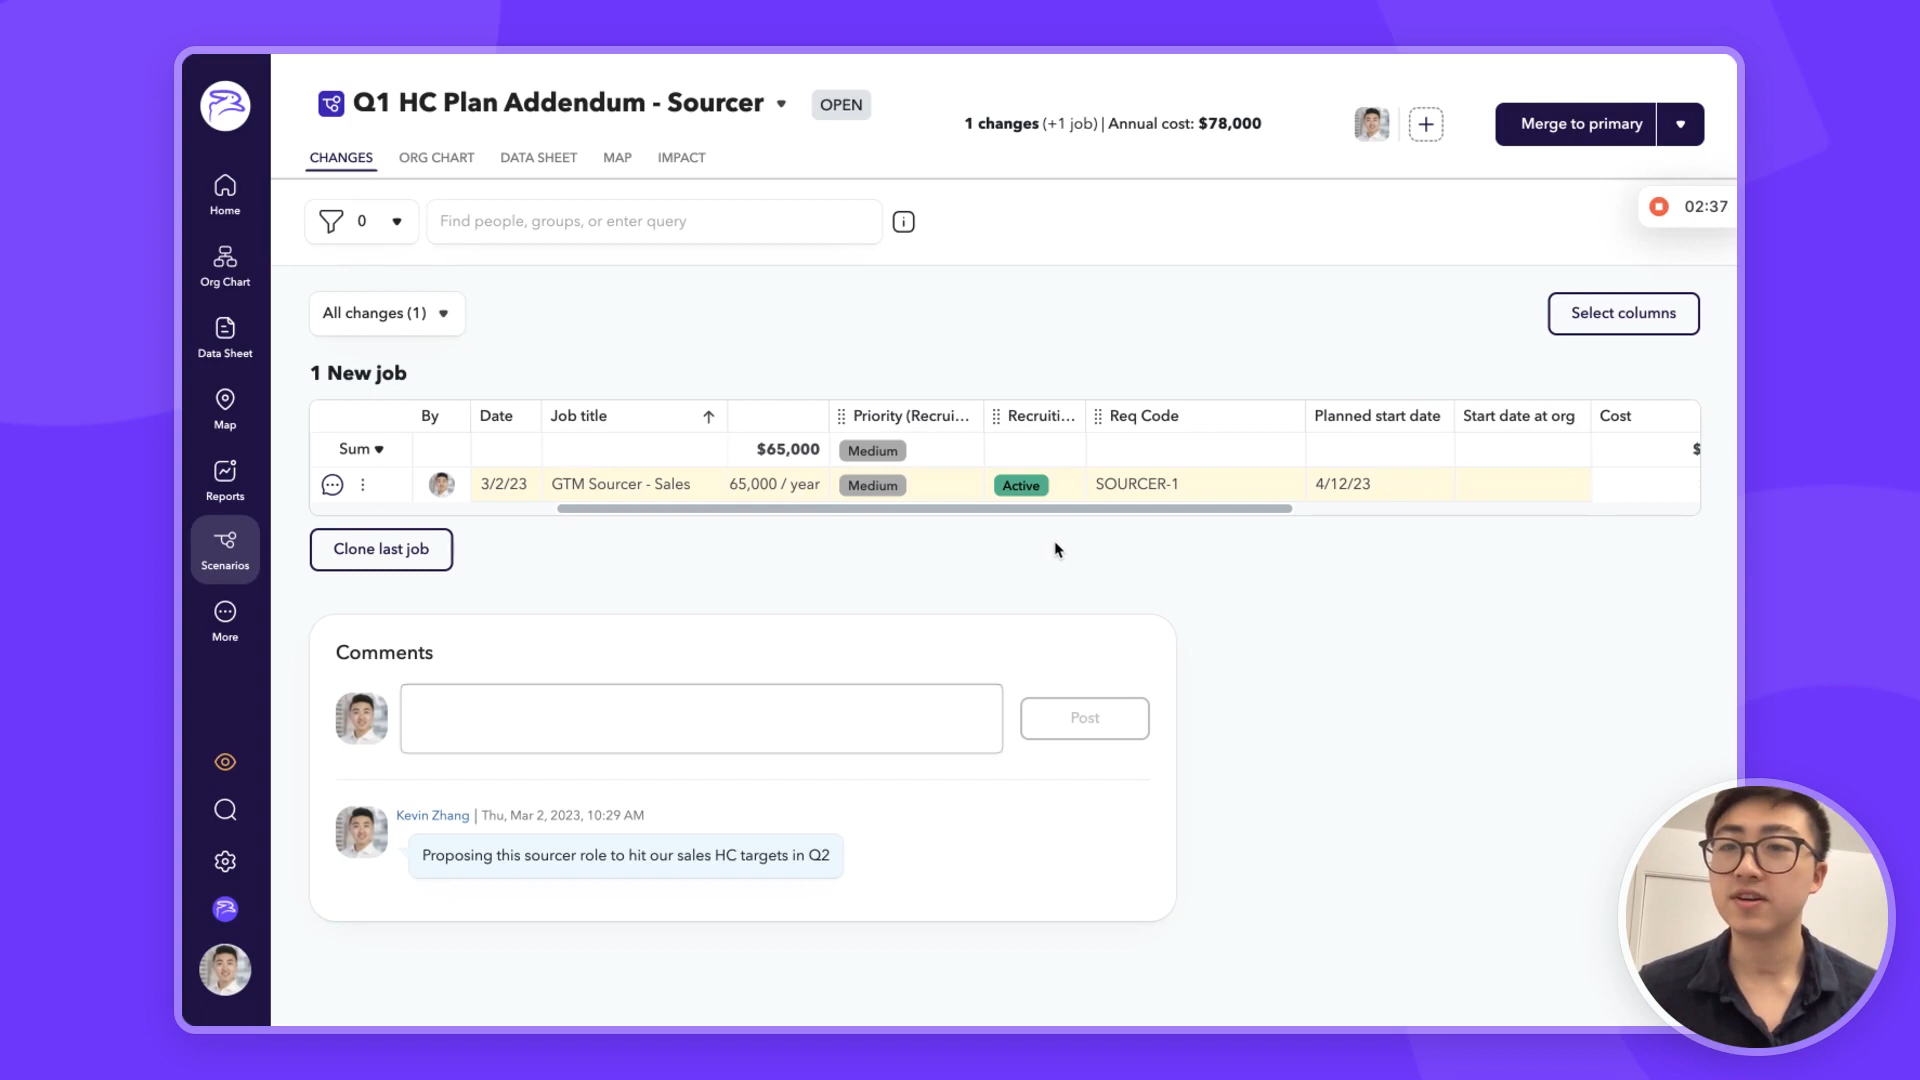 Q1 HC Plan Addendum - Sourcer
OPEN
1 changes (+1 job) | Annual cost: $78,000
Merge to primary
CHANGES
ORG CHART
DATA SHEET
MAP
IMPACT
0
Find people, groups, or enter query
02:37
Home
Org Chart
Data Sheet
Map
Reports
Scenarios
More
All changes (1)
Select columns
1 New job
By
Date
Job title
Priority (Recrui...
Recruiti...
Req Code
Planned start date
Start date at org
Cost
Sum
$65,000
Medium
$
3/2/23
GTM Sourcer - Sales
65,000 / year
Medium
Active
SOURCER-1
4/12/23
Clone last job
Comments
Post
Kevin Zhang | Thu, Mar 2, 2023, 10:29 AM
Proposing this sourcer role to hit our sales HC targets in Q2